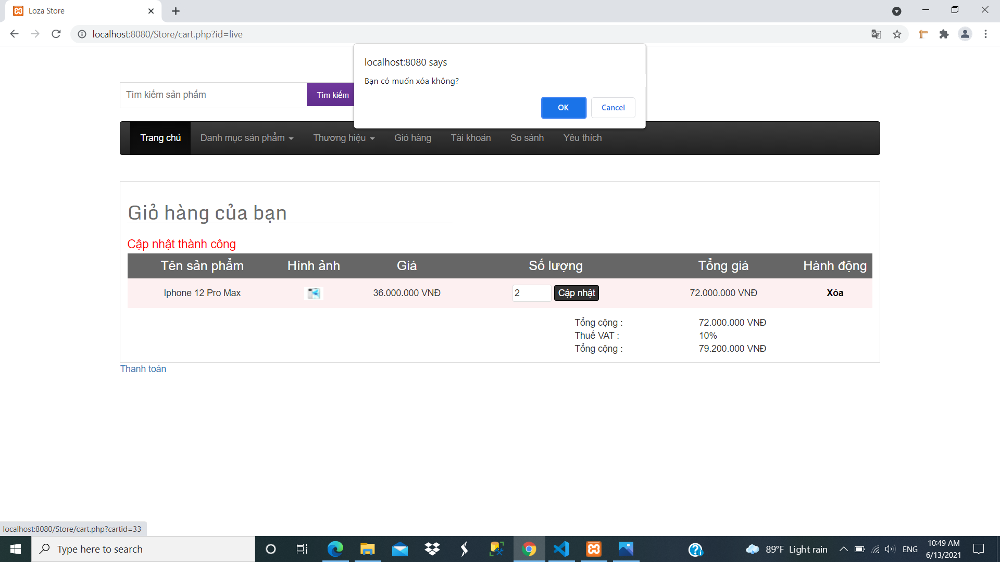 Loza Store
localhost:8080/Store/cart.php?id=live
localhost:8080 says
Bạn có muốn xóa không?
OK
Cancel
Tìm kiếm sản phẩm
Tìm kiếm
Trang chủ
Danh mục sản phẩm
Thương hiệu
Giỏ hàng
Tài khoản
So sánh
Yêu thích
Giỏ hàng của bạn
Cập nhật thành công
Tên sản phẩm Hình ảnh Giá Số lượng Tổng giá Hành động
Iphone 12 Pro Max 36.000.000 VNĐ 2 Cập nhật 72.000.000 VNĐ Xóa
Tổng cộng : 72.000.000 VNĐ
Thuế VAT : 10%
Tổng cộng : 79.200.000 VNĐ
Thanh toán
localhost:8080/Store/cart.php?cartid=33
Type here to search
89°F Light rain
ENG
10:49 AM
6/13/2021